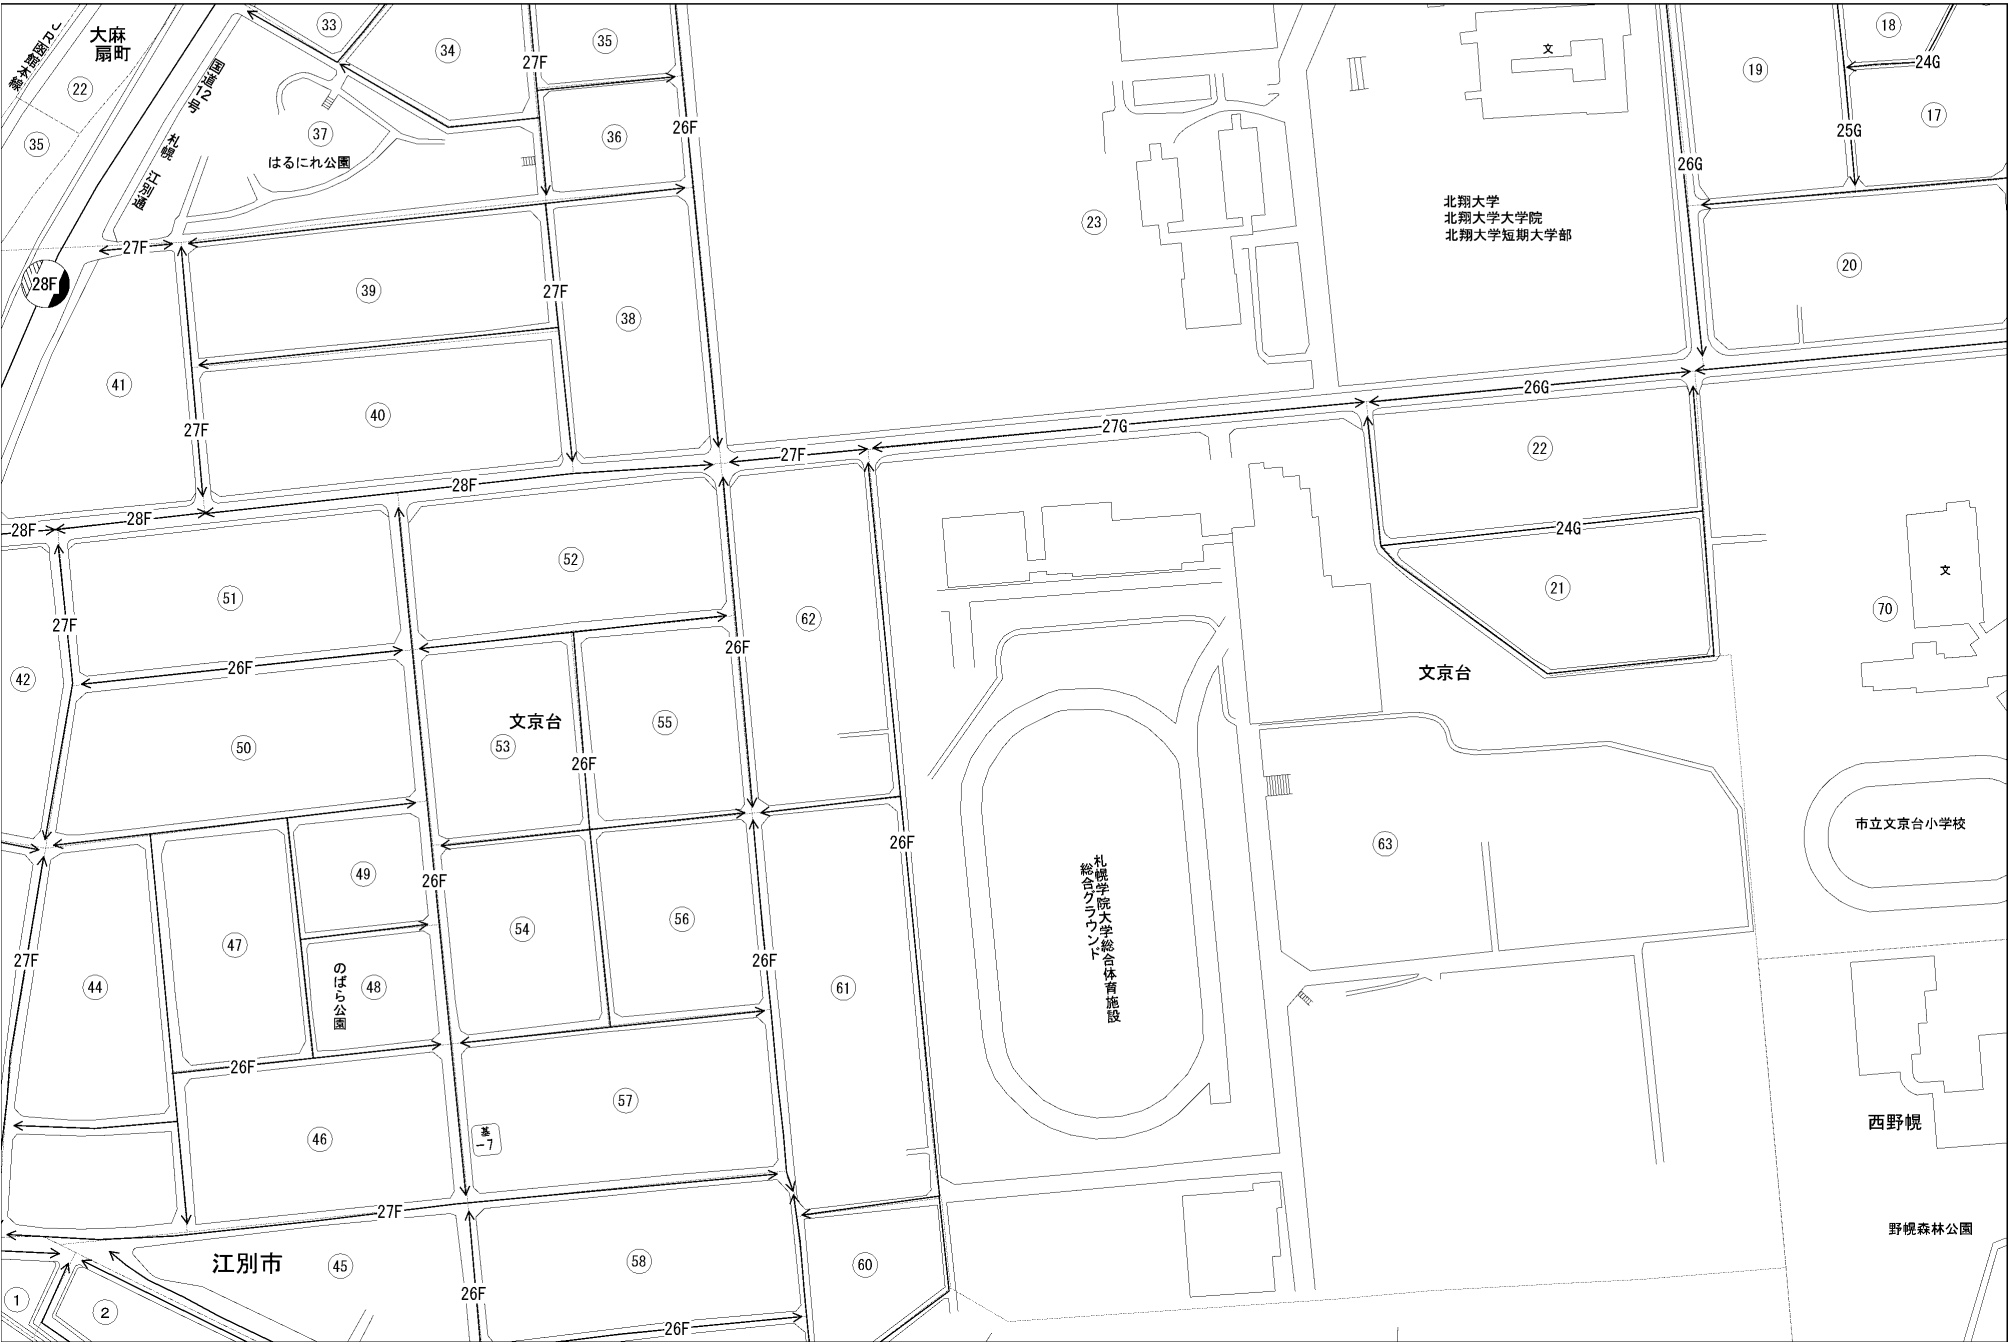 JR函館本線
大麻
扇町
22
35
国道12号
札幌 江別通
33
34
27F
35
36
26F
37
はるにれ公園
27F
28F
39
27F
38
41
40
27F
28F
28F
28F
27F
27G
26G
23
文
北翔大学
北翔大学大学院
北翔大学短期大学部
19
18
24G
17
25G
26G
20
22
24G
21
文京台
文
70
51
52
62
27F
26F
26F
42
50
文京台
53
55
26F
49
26F
47
54
56
26F
26F
27F
44
のばら公園
48
61
26F
46
基
-7
57
27F
江別市
45
58
60
26F
26F
1
2
札幌学院大学総合体育施設
総合グラウンド
63
市立文京台小学校
西野幌
野幌森林公園